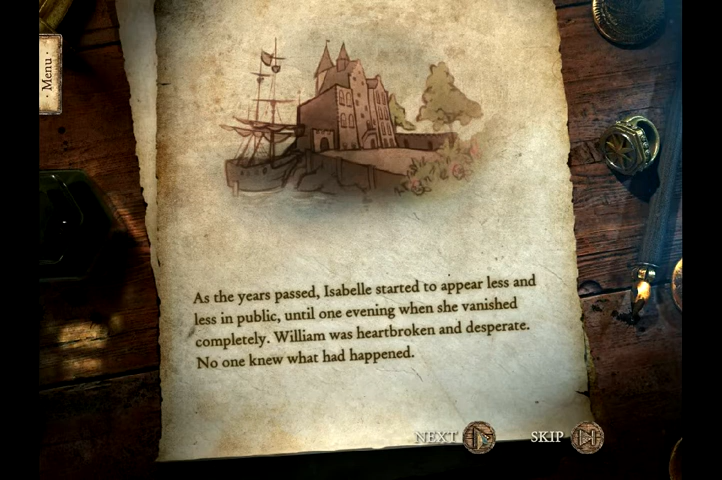 · Menu ·
As the years passed, Isabelle started to appear less and
less in public, until one evening when she vanished
completely. William was heartbroken and desperate.
No one knew what had happened.
NEXT
SKIP